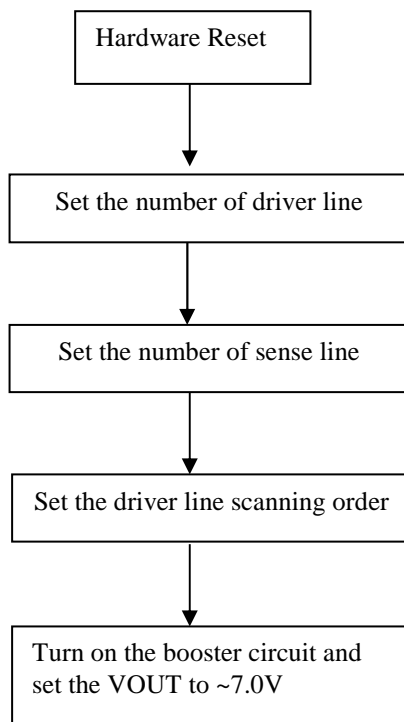 Hardware Reset
Set the number of driver line
Set the number of sense line
Set the driver line scanning order
Turn on the booster circuit and
set the VOUT to ~7.0V